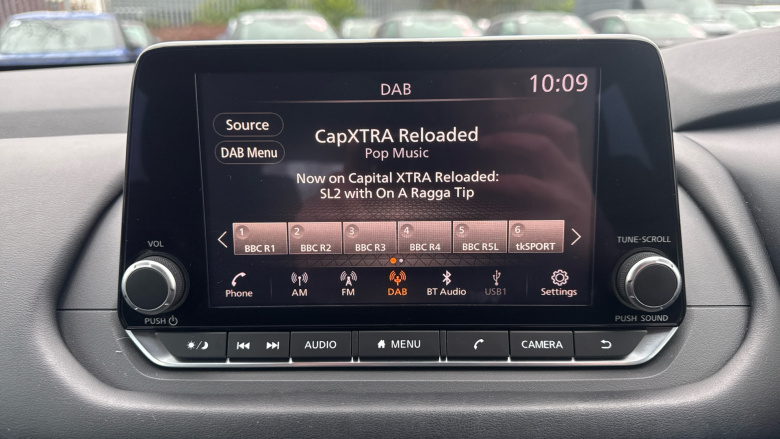 DAB
10:09
Source
DAB Menu
CapXTRA Reloaded
Pop Music
Now on Capital XTRA Reloaded:
SL2 with On A Ragga Tip
1 BBC R1
2 BBC R2
3 BBC R3
4 BBC R4
5 BBC R5L
6 tkSPORT
Phone
AM
FM
DAB
BT Audio
USB1
Settings
VOL
PUSH
TUNE-SCROLL
PUSH SOUND
AUDIO
MENU
CAMERA